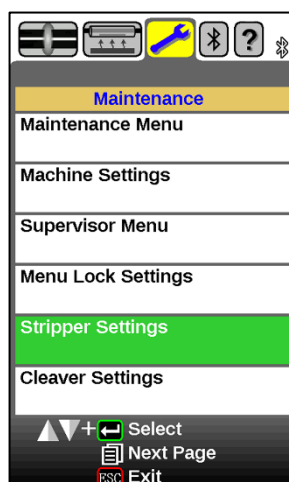 ?
Maintenance
Maintenance Menu
Machine Settings
Supervisor Menu
Menu Lock Settings
Stripper Settings
Cleaver Settings
+ Select
Next Page
ESC Exit